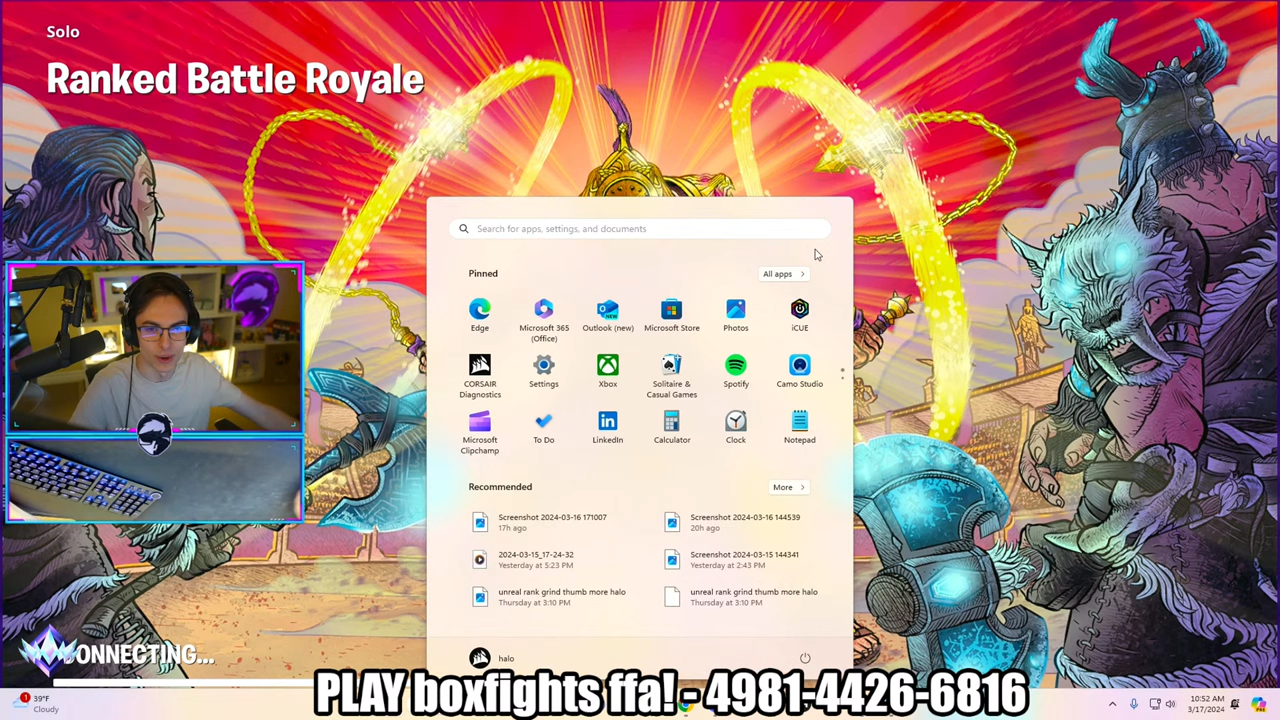 Solo
Ranked Battle Royale
Search for apps, settings, and documents
Pinned
All apps
Edge
Microsoft 365
(Office)
Outlook (new)
Microsoft Store
Photos
iCUE
CORSAIR
Diagnostics
Settings
Xbox
Solitaire &
Casual Games
Spotify
Camo Studio
Microsoft
Clipchamp
To Do
LinkedIn
Calculator
Clock
Notepad
Recommended
More
Screenshot 2024-03-16 171007
17h ago
Screenshot 2024-03-16 144539
20h ago
2024-03-15_17-24-32
Yesterday at 5:23 PM
Screenshot 2024-03-15 144341
Yesterday at 2:43 PM
unreal rank grind thumb more halo
Thursday at 3:10 PM
unreal rank grind thumb more halo
Thursday at 3:10 PM
CONNECTING...
halo
PLAY boxfights ffa! - 4981-4426-6816
1
39°F
Cloudy
10:52 AM
3/17/2024